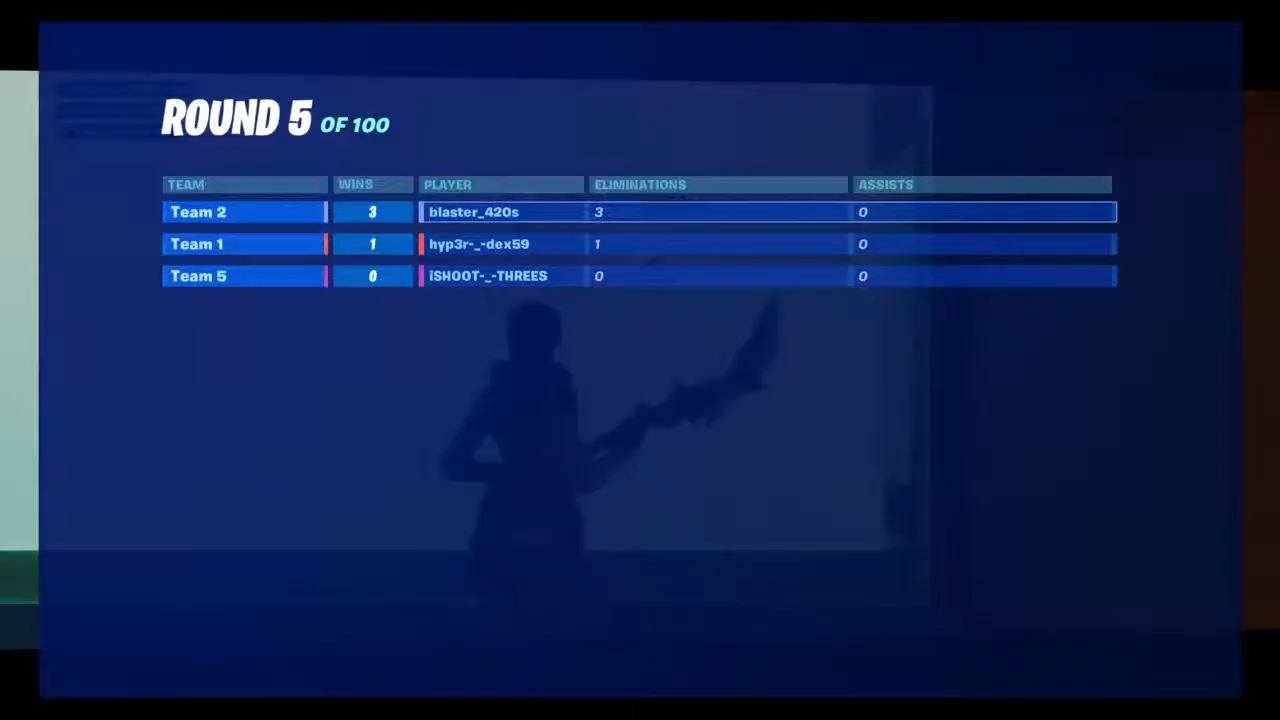 ROUND 5 OF 100
TEAM WINS PLAYER ELIMINATIONS ASSISTS
Team 2 3 blaster_420s 3 0
Team 1 1 hyp3r-_-dex59 1 0
Team 5 0 iSHOOT-_-THREES 0 0